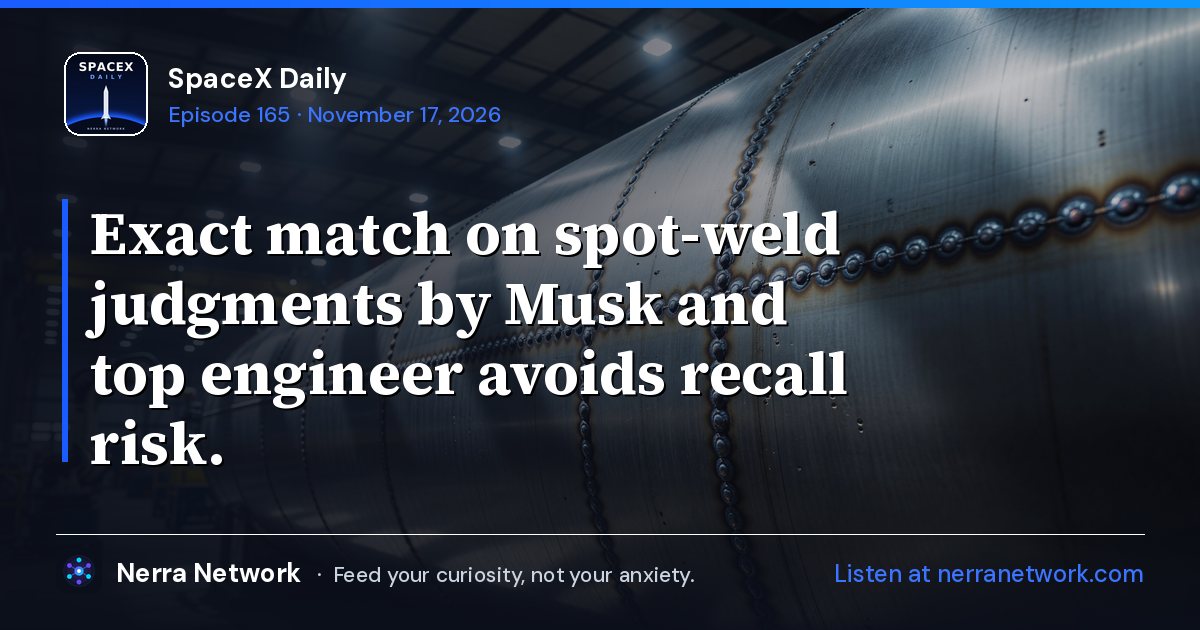 SPACEX
DAILY
NERRA NETWORK
SpaceX Daily
Episode 165 · November 17, 2026
Exact match on spot-weld
judgments by Musk and
top engineer avoids recall
risk.
Nerra Network · Feed your curiosity, not your anxiety.
Listen at nerranetwork.com